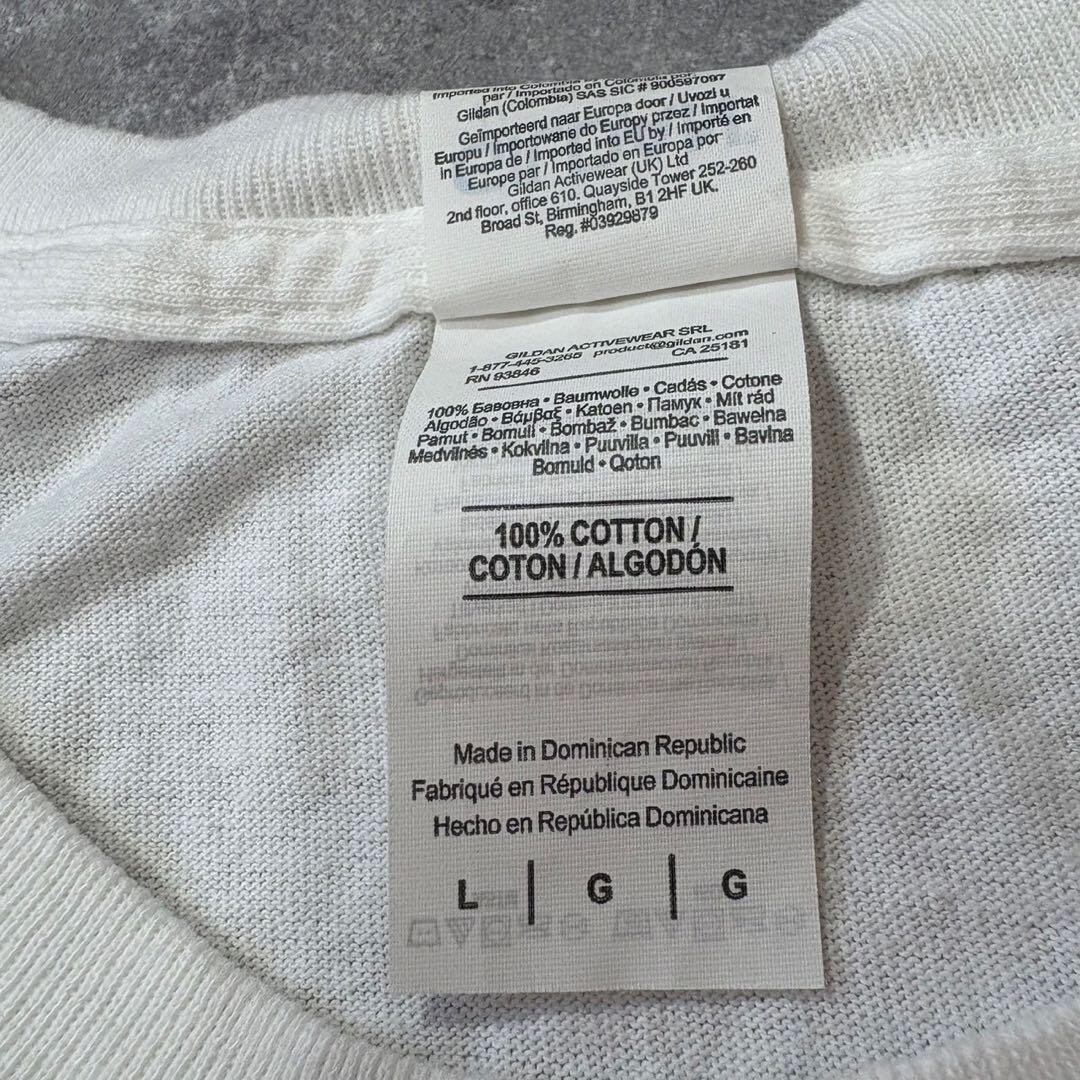 Imported into Colombia
par / Importado en Colombia por
Gildan (Colombia) SAS SIC # 900597097
Geïmporteerd naar Europa door / Uvozi u
Europu / Importowane do Europy przez / Importat
in Europa de / Imported into EU by / Importé en
Europe par / Importado en Europa por
Gildan Activewear (UK) Ltd
2nd floor, office 610. Quayside Tower 252-260
Broad St, Birmingham, B1 2HF UK.
Reg. #03929879
GILDAN ACTIVEWEAR SRL
1-877-445-3265 product@gildan.com
RN 93846 CA 25181
100% Бавовна • Baumwolle • Cadás • Cotone
Algodão • Βάμβαξ • Katoen • Памук • Mít rád
Pamut • Bomull • Bombaž • Bumbac • Bawełna
Medvilnés • Kokvilna • Puuvilla • Puuvill • Bavlna
Bomuld • Qoton
100% COTTON /
COTON / ALGODÓN
Made in Dominican Republic
Fabriqué en République Dominicaine
Hecho en República Dominicana
L | G | G